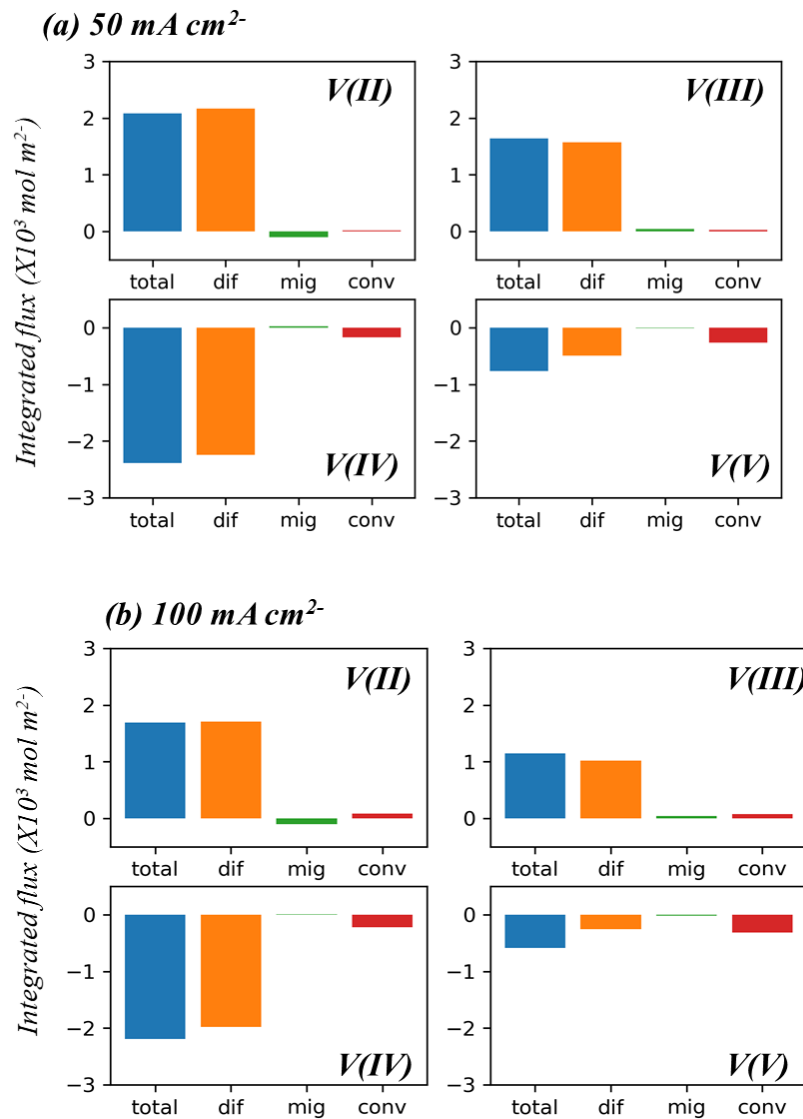 (a) 50 mA cm²⁻
Integrated flux (X10³ mol m²⁻)
3
2
1
0
V(II)
total dif mig conv
3
2
1
0
V(III)
total dif mig conv
0
−1
−2
−3
V(IV)
total dif mig conv
0
−1
−2
−3
V(V)
total dif mig conv
(b) 100 mA cm²⁻
Integrated flux (X10³ mol m²⁻)
3
2
1
0
V(II)
total dif mig conv
3
2
1
0
V(III)
total dif mig conv
0
−1
−2
−3
V(IV)
total dif mig conv
0
−1
−2
−3
V(V)
total dif mig conv